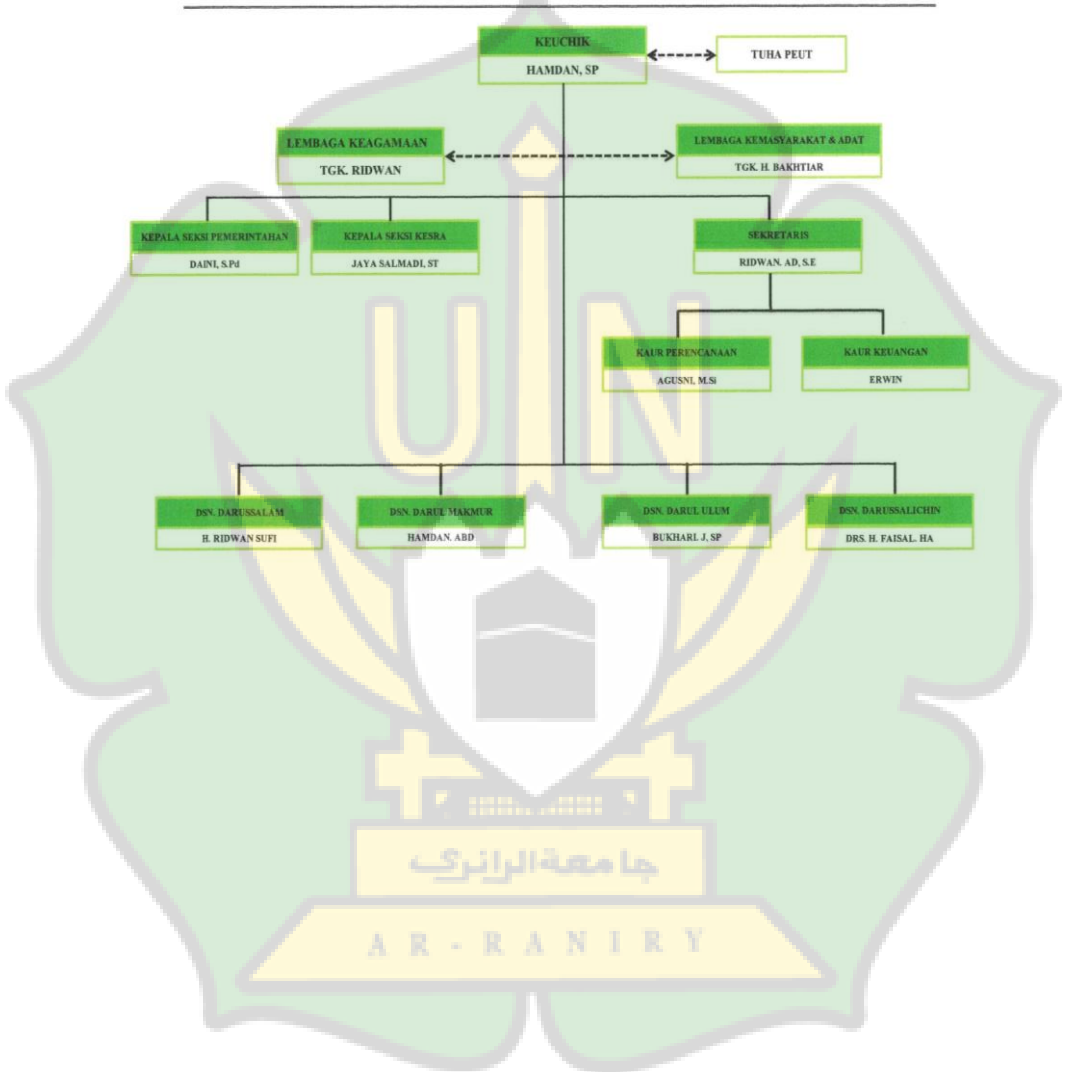 KEUCHIK
HAMDAN, SP
TUHA PEUT
LEMBAGA KEAGAMAAN
TGK. RIDWAN
LEMBAGA KEMASYARAKAT & ADAT
TGK. H. BAKHTIAR
KEPALA SEKSI PEMERINTAHAN
DAINI, S.Pd
KEPALA SEKSI KESRA
JAYA SALMADI, ST
SEKRETARIS
RIDWAN. AD, S.E
KAUR PERENCANAAN
AGUSNI, M.Si
KAUR KEUANGAN
ERWIN
DSN. DARUSSALAM
H. RIDWAN SUFI
DSN. DARUL MAKMUR
HAMDAN. ABD
DSN. DARUL ULUM
BUKHARI. J, SP
DSN. DARUSSALICHIN
DRS. H. FAISAL. HA
UIN
جامعة الرانري
AR-RANIRY